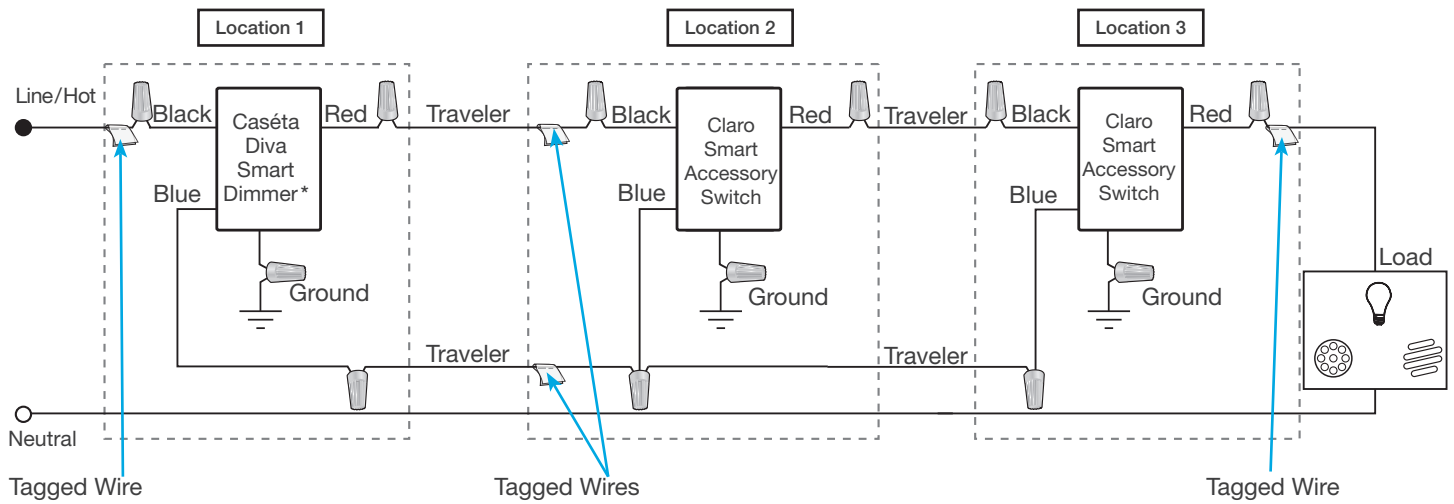 Location 1
Location 2
Location 3
Line/Hot
Black
Caséta
Diva
Smart
Dimmer*
Red
Traveler
Black
Claro
Smart
Accessory
Switch
Red
Traveler
Black
Claro
Smart
Accessory
Switch
Red
Blue
Blue
Blue
Load
Ground
Ground
Ground
Traveler
Traveler
Neutral
Tagged Wire
Tagged Wires
Tagged Wire